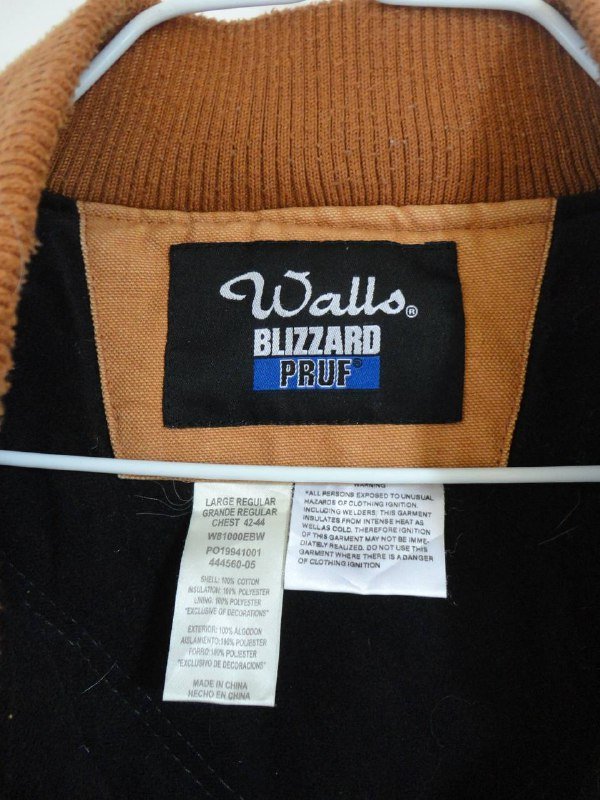 Walls®
BLIZZARD
PRUF®
LARGE REGULAR
GRANDE REGULAR
CHEST 42-44
W81000EBW
PO19941001
444560-05
SHELL: 100% COTTON
INSULATION: 100% POLYESTER
LINING: 100% POLYESTER
"EXCLUSIVE OF DECORATIONS"
EXTERIOR: 100% ALGODON
AISLAMIENTO: 100% POLIESTER
FORRO: 100% POLIESTER
"EXCLUSIVO DE DECORACIONS"
MADE IN CHINA
HECHO EN CHINA
WARNING
*ALL PERSONS EXPOSED TO UNUSUAL
HAZARDS OF CLOTHING IGNITION,
INCLUDING WELDERS: THIS GARMENT
INSULATES FROM INTENSE HEAT AS
WELL AS COLD. THEREFORE IGNITION
OF THIS GARMENT MAY NOT BE IMME-
DIATELY REALIZED. DO NOT USE THIS
GARMENT WHERE THERE IS A DANGER
OF CLOTHING IGNITION